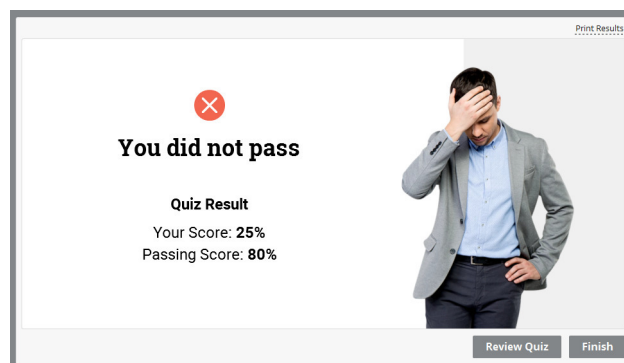 Print Results
You did not pass
Quiz Result
Your Score: 25%
Passing Score: 80%
Review Quiz
Finish